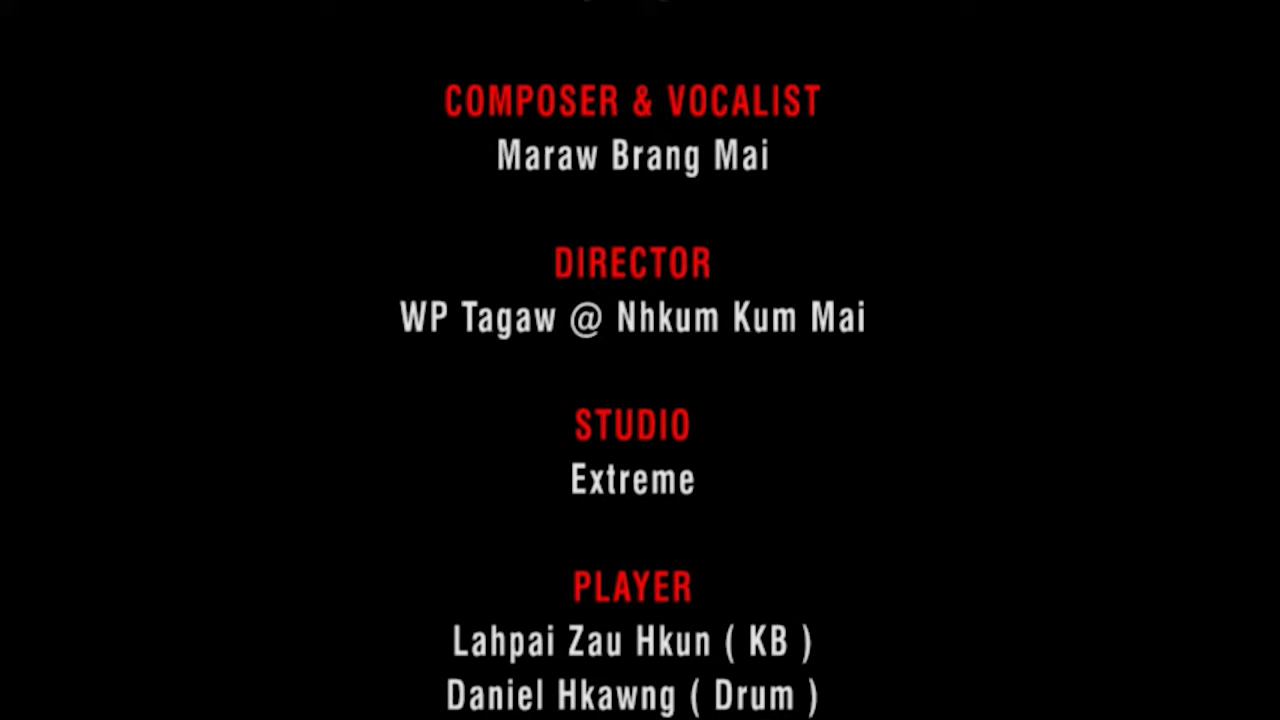 COMPOSER & VOCALIST
Maraw Brang Mai
DIRECTOR
WP Tagaw @ Nhkum Kum Mai
STUDIO
Extreme
PLAYER
Lahpai Zau Hkun ( KB )
Daniel Hkawng ( Drum )